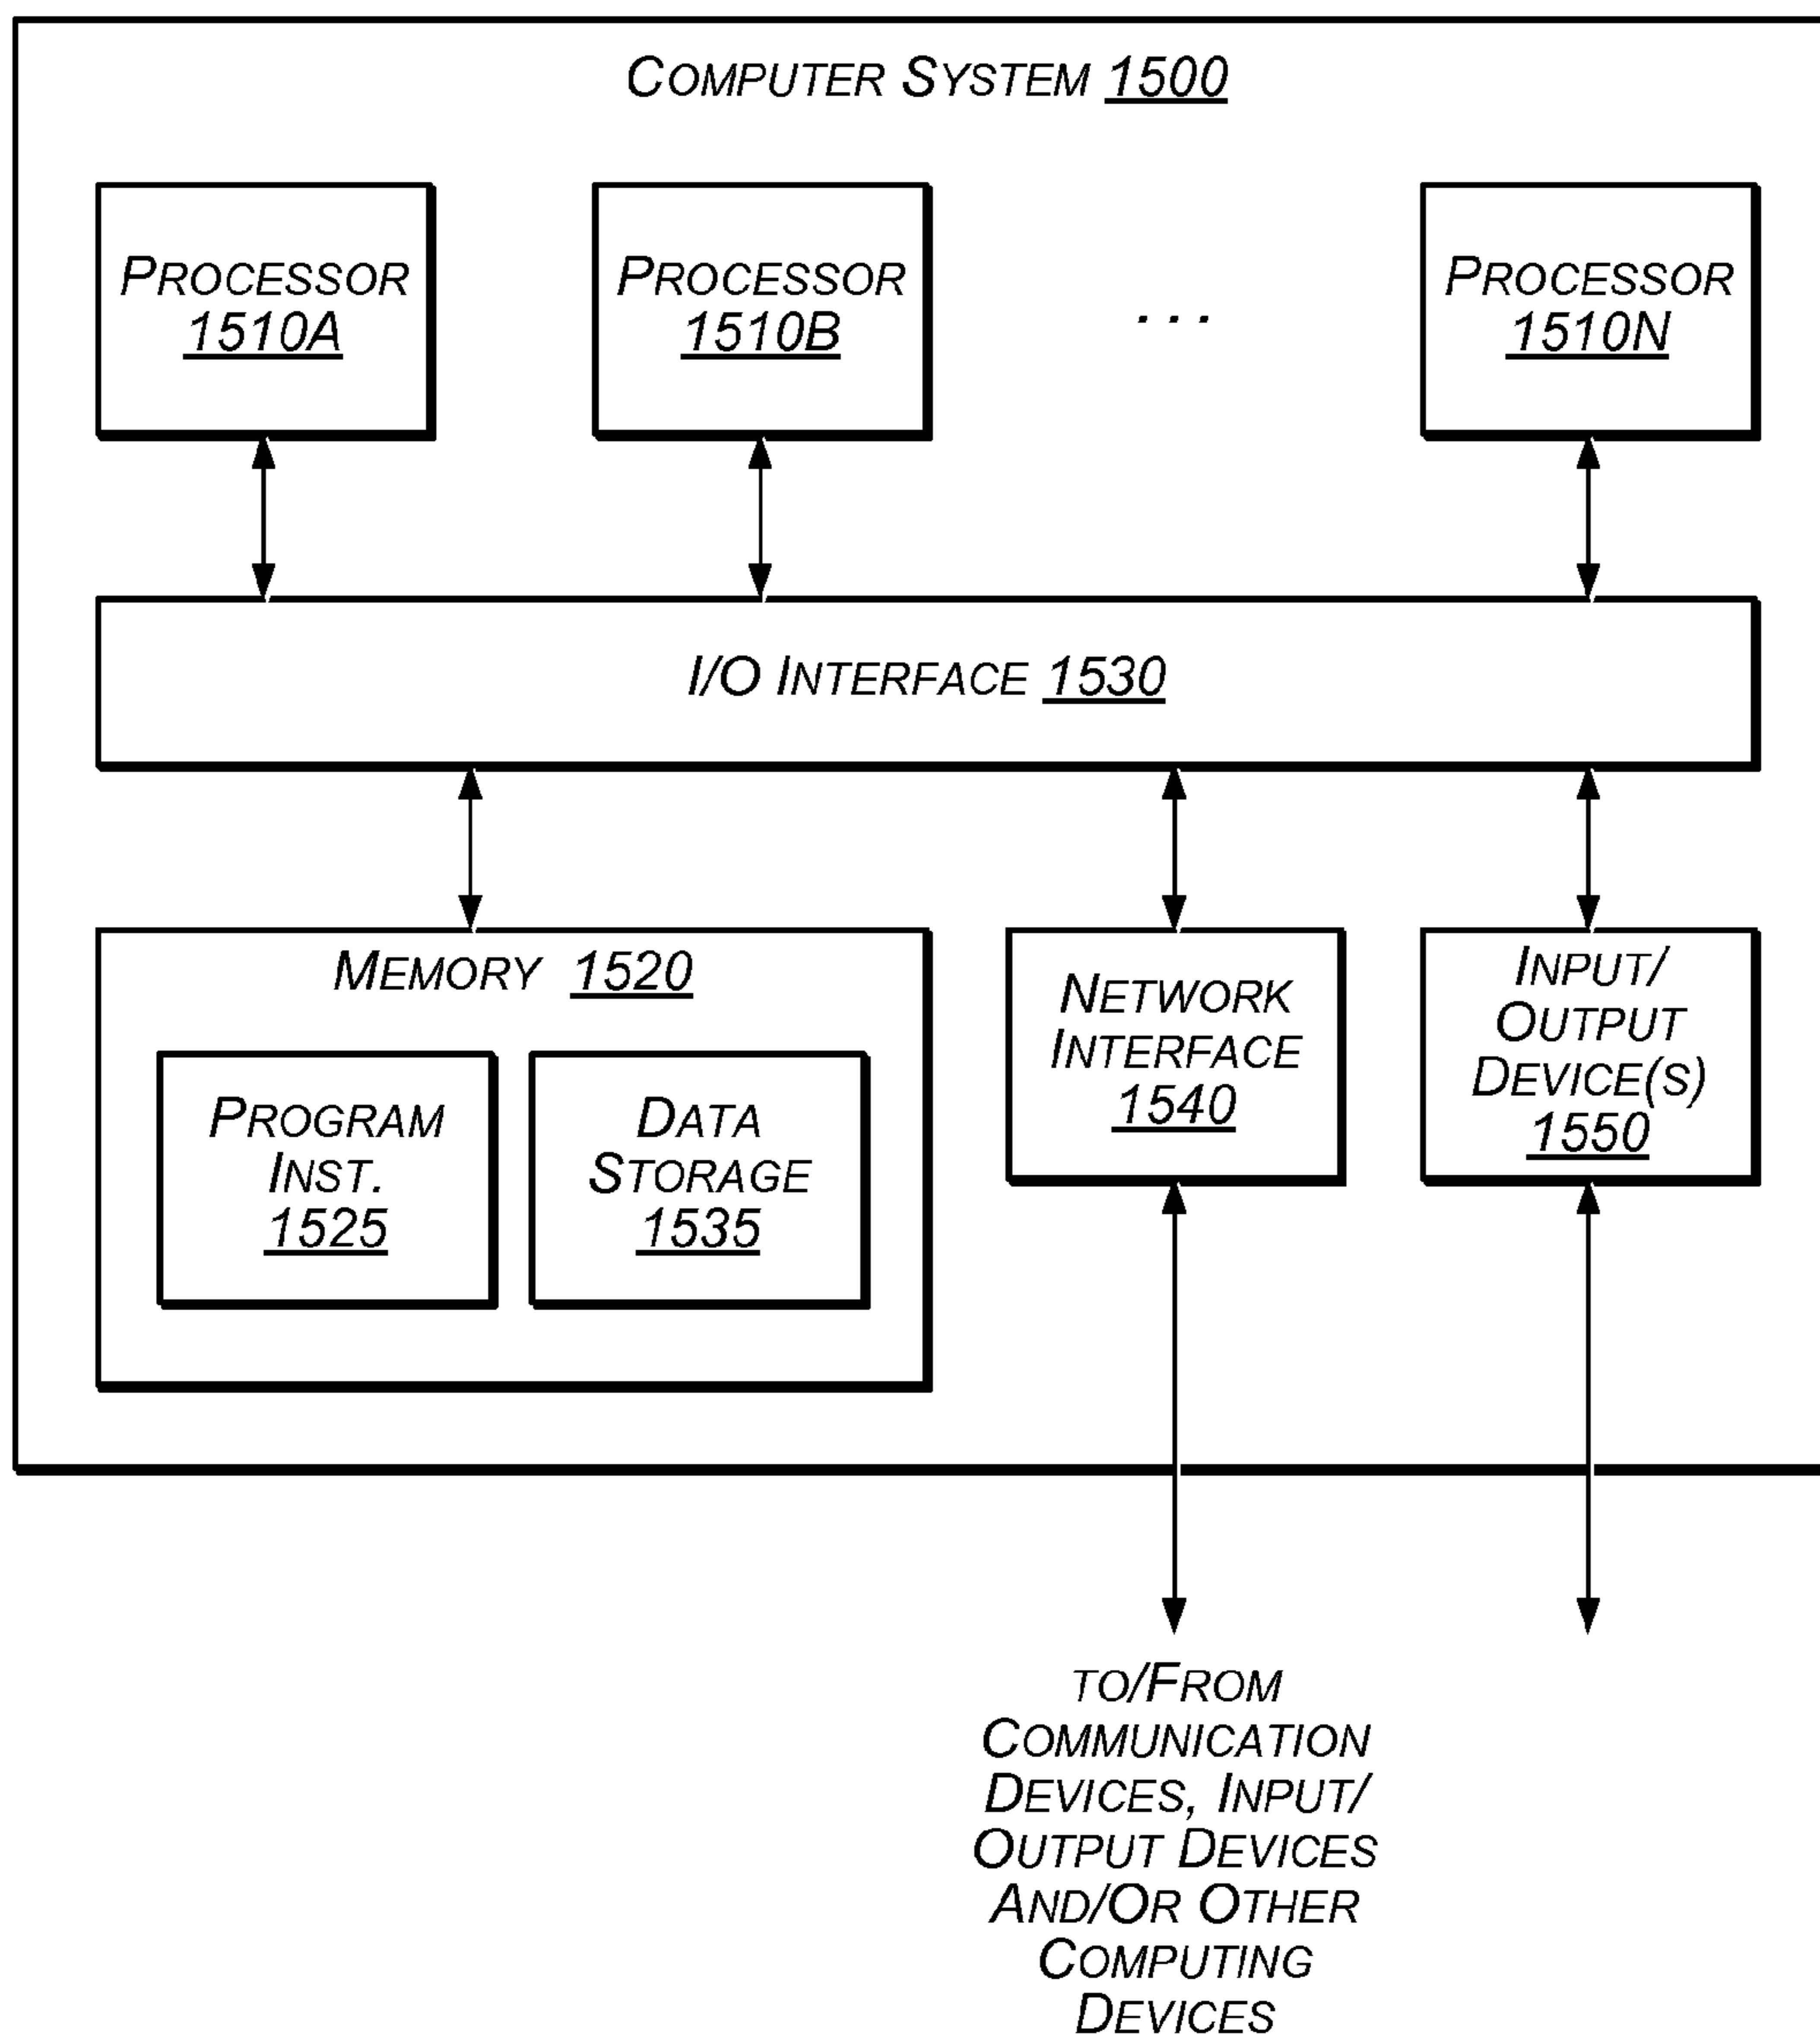 COMPUTER SYSTEM 1500
PROCESSOR
1510A
PROCESSOR
1510B
...
PROCESSOR
1510N
I/O INTERFACE 1530
MEMORY 1520
PROGRAM
INST.
1525
DATA
STORAGE
1535
NETWORK
INTERFACE
1540
INPUT/
OUTPUT
DEVICE(S)
1550
TO/FROM
COMMUNICATION
DEVICES, INPUT/
OUTPUT DEVICES
AND/OR OTHER
COMPUTING
DEVICES